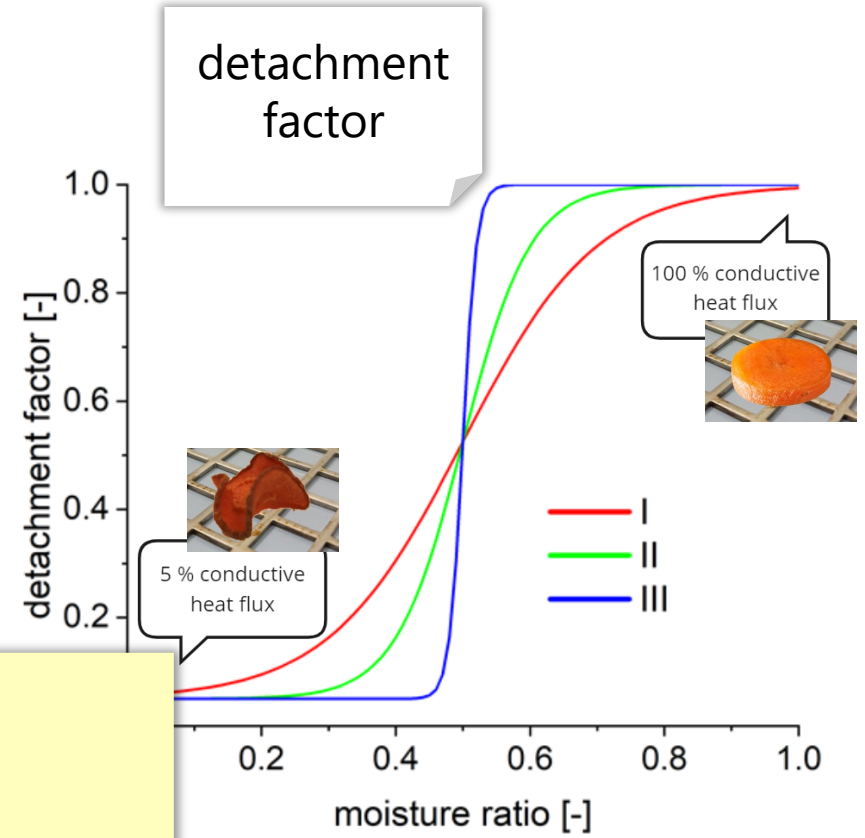 detachment
factor
1.0
0.8
0.6
0.4
0.2
detachment factor [-]
100 % conductive
heat flux
5 % conductive
heat flux
I
II
III
0.2
0.4
0.6
0.8
1.0
moisture ratio [-]